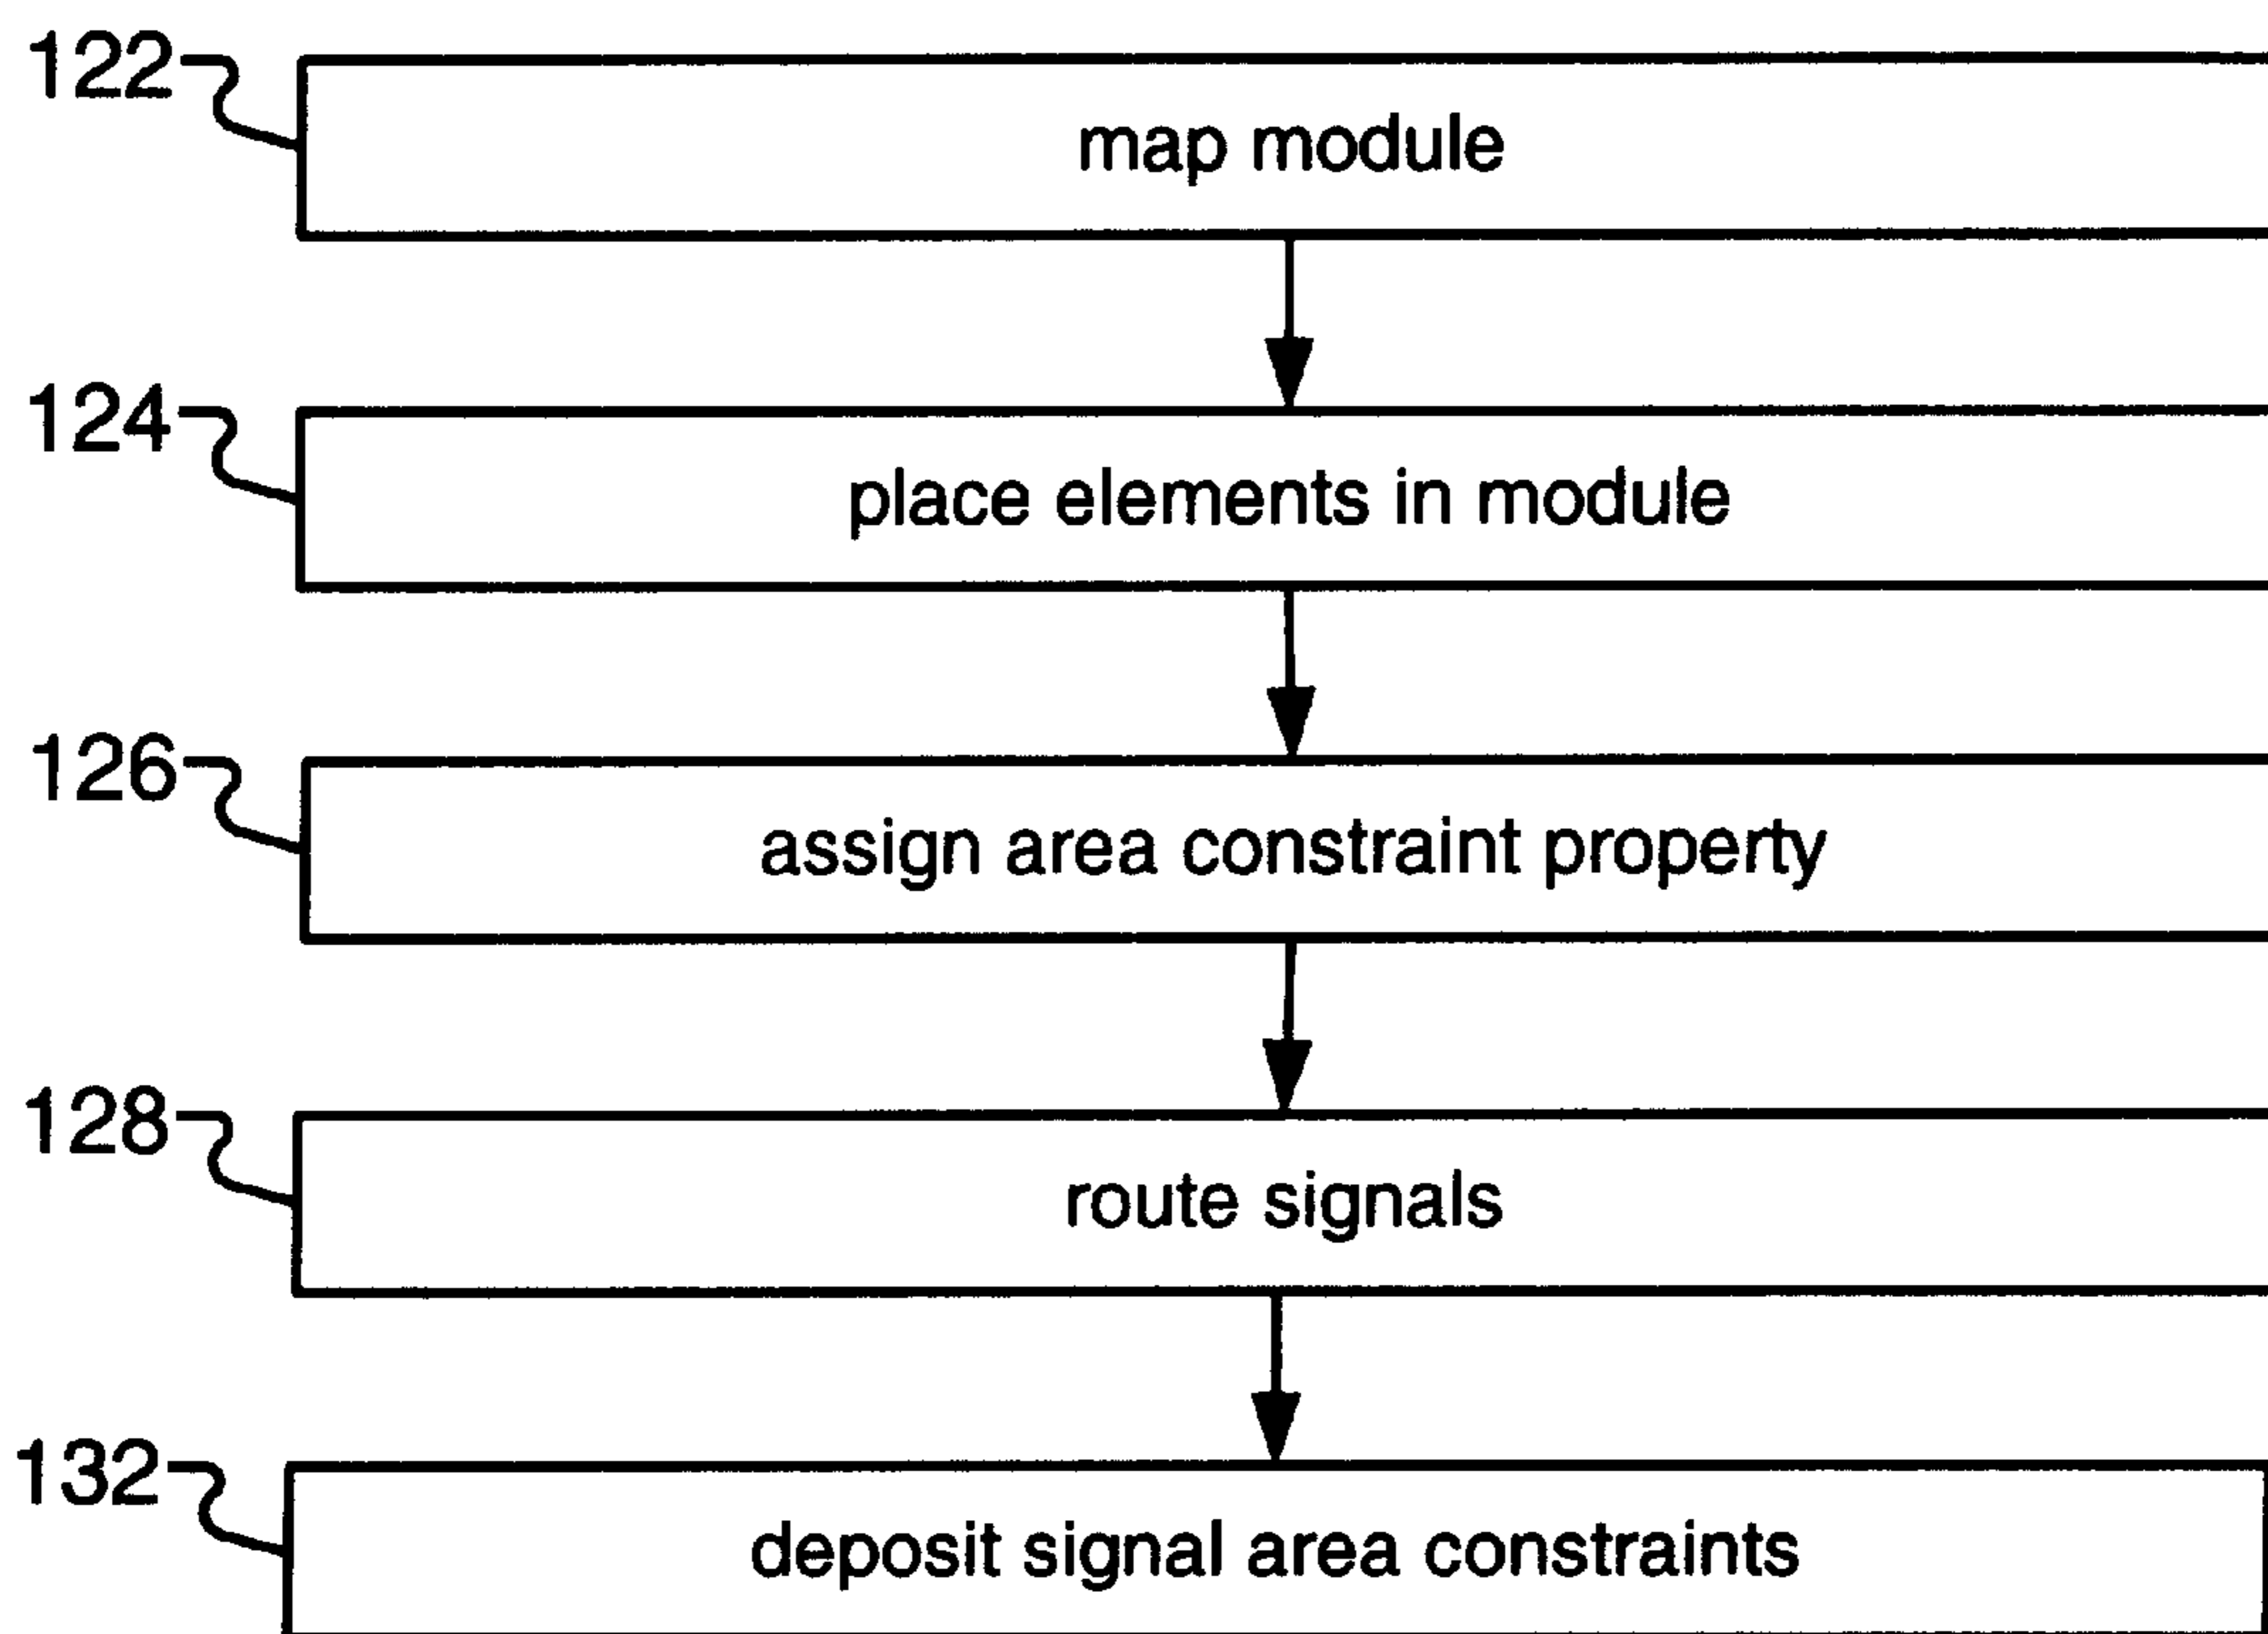 122
map module
124
place elements in module
126
assign area constraint property
128
route signals
132
deposit signal area constraints